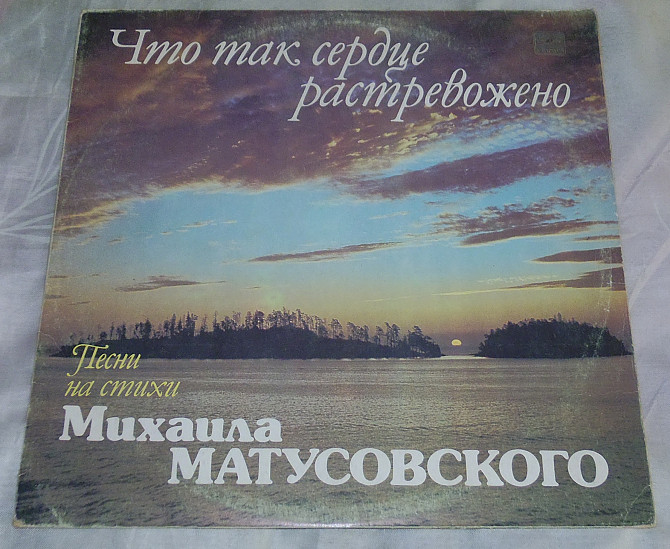 Что так сердце
растревожено
Песни
на стихи
Михаила
МАТУСОВСКОГО